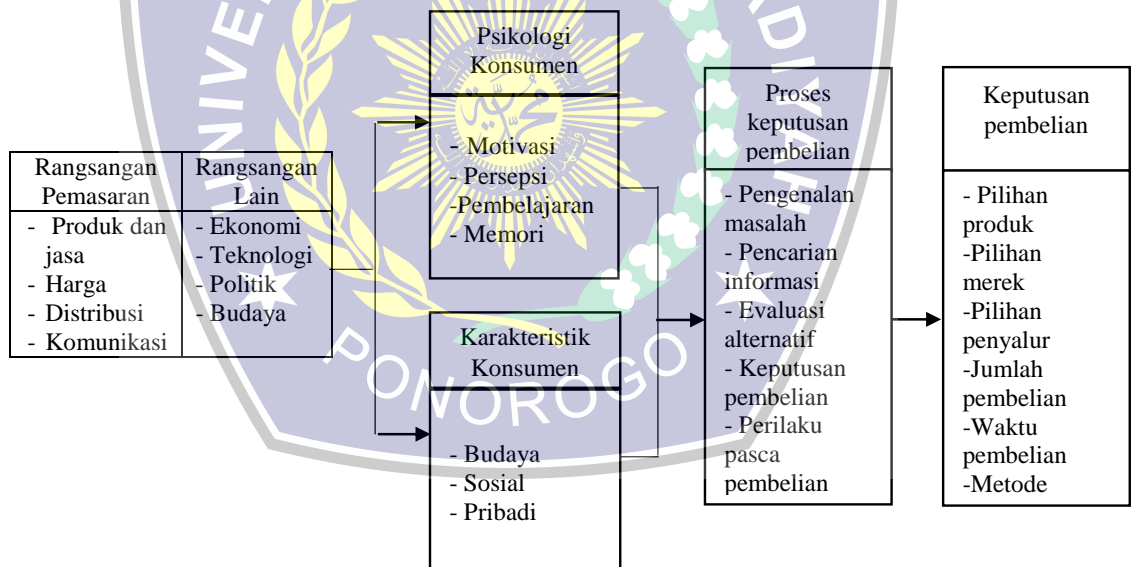 Rangsangan
Pemasaran
- Produk dan
jasa
- Harga
- Distribusi
- Komunikasi
Rangsangan
Lain
- Ekonomi
- Teknologi
- Politik
- Budaya
Psikologi
Konsumen
- Motivasi
- Persepsi
-Pembelajaran
- Memori
Karakteristik
Konsumen
- Budaya
- Sosial
- Pribadi
Proses
keputusan
pembelian
- Pengenalan
masalah
- Pencarian
informasi
- Evaluasi
alternatif
- Keputusan
pembelian
- Perilaku
pasca
pembelian
Keputusan
pembelian
- Pilihan
produk
-Pilihan
merek
-Pilihan
penyalur
-Jumlah
pembelian
-Waktu
pembelian
-Metode
PONOROGO